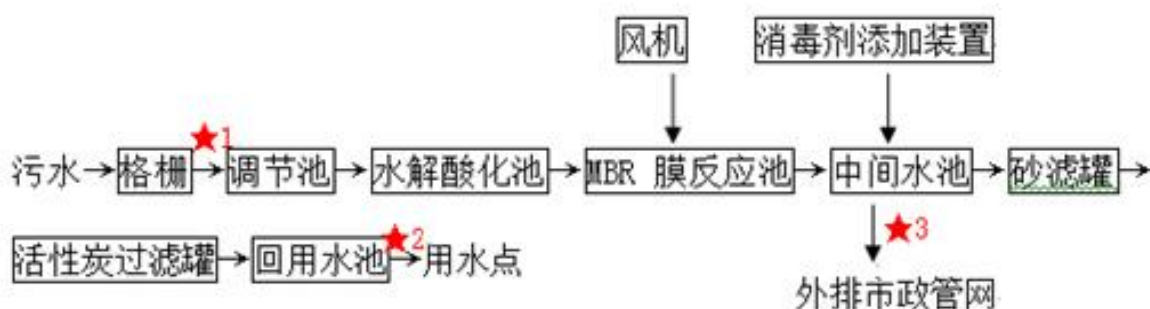 风机 消毒剂添加装置
★1
污水→格栅→调节池→水解酸化池→MBR 膜反应池→中间水池→砂滤罐→
活性炭过滤罐→回用水池→用水点 ★2 ★3
外排市政管网